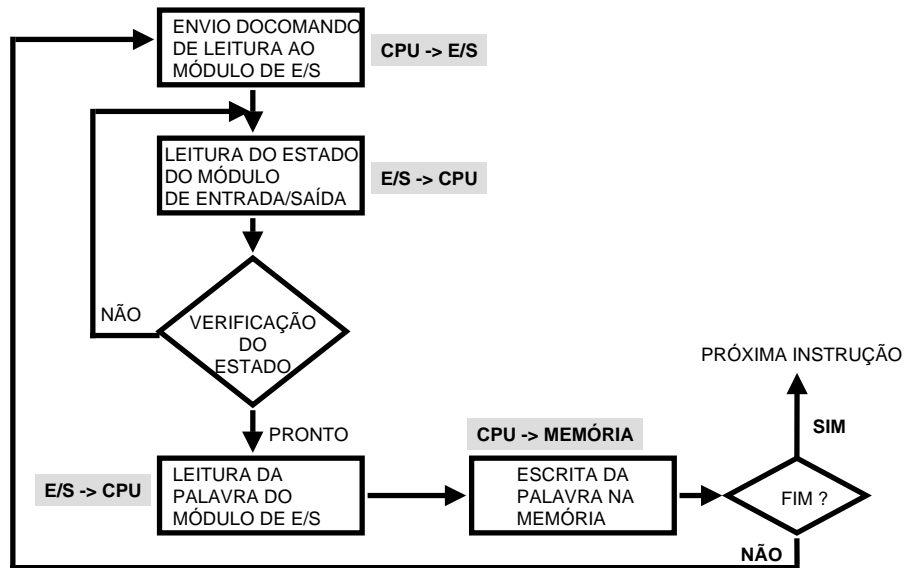 ENVIO DOCOMANDO
DE LEITURA AO
MÓDULO DE E/S
CPU -> E/S
LEITURA DO ESTADO
DO MÓDULO
DE ENTRADA/SAÍDA
E/S -> CPU
NÃO
VERIFICAÇÃO
DO
ESTADO
PRONTO
E/S -> CPU
LEITURA DA
PALAVRA DO
MÓDULO DE E/S
CPU -> MEMÓRIA
ESCRITA DA
PALAVRA NA
MEMÓRIA
FIM ?
SIM
PRÓXIMA INSTRUÇÃO
NÃO